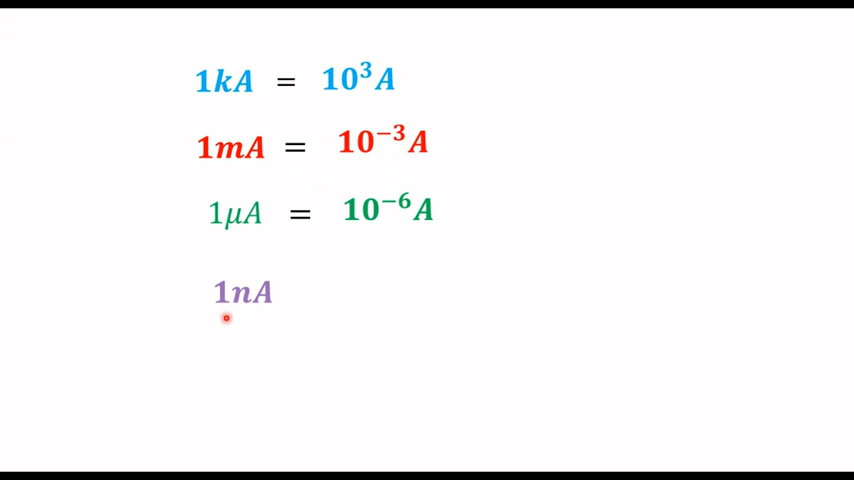 1kA = 10³A
1mA = 10⁻³A
1μA = 10⁻⁶A
1nA